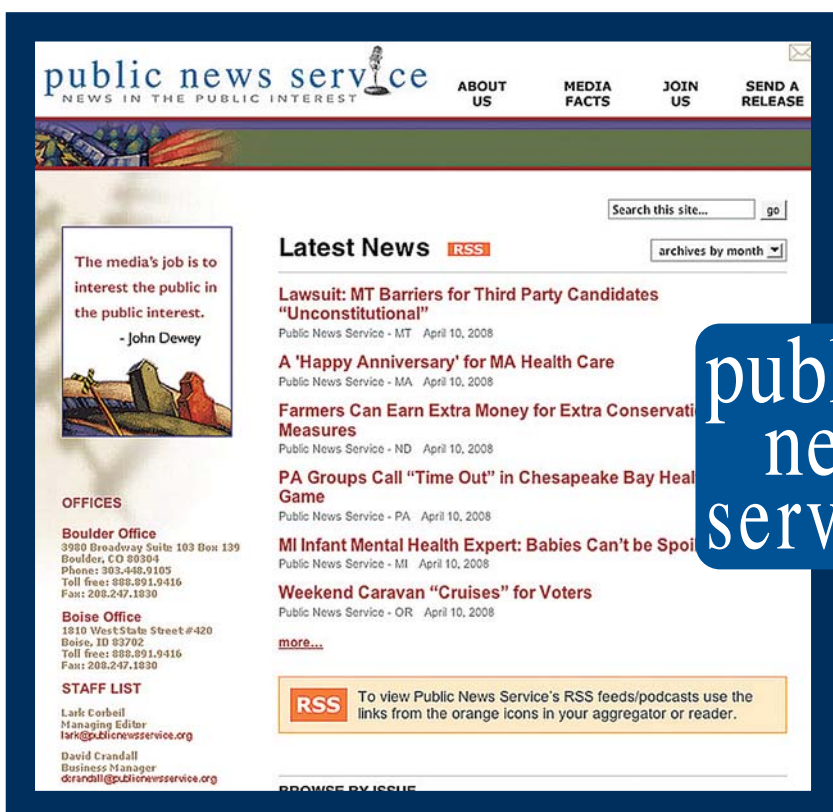 public news service
NEWS IN THE PUBLIC INTEREST
ABOUT US
MEDIA FACTS
JOIN US
SEND A RELEASE
Search this site...
go
The media's job is to
interest the public in
the public interest.
- John Dewey
OFFICES
Boulder Office
3980 Broadway Suite 103 Box 139
Boulder, CO 80304
Phone: 303.448.9105
Toll free: 888.891.9416
Fax: 208.247.1830
Boise Office
1810 West State Street #420
Boise, ID 83702
Toll free: 888.891.9416
Fax: 208.247.1830
STAFF LIST
Lark Corbeil
Managing Editor
lark@publicnewsservice.org
David Crandall
Business Manager
dcrandall@publicnewsservice.org
Latest News RSS
archives by month
Lawsuit: MT Barriers for Third Party Candidates
“Unconstitutional”
Public News Service - MT April 10, 2008
A 'Happy Anniversary' for MA Health Care
Public News Service - MA April 10, 2008
Farmers Can Earn Extra Money for Extra
Measures
Public News Service - ND April 10, 2008
PA Groups Call “Time Out” in Chesapeake Bay
Game
Public News Service - PA April 10, 2008
MI Infant Mental Health Expert: Babies Can’t be
Public News Service - MI April 10, 2008
Weekend Caravan “Cruises” for Voters
Public News Service - OR April 10, 2008
more...
RSS
To view Public News Service’s RSS feeds/podcasts use the
links from the orange icons in your aggregator or reader.
BROWSE BY ISSUE